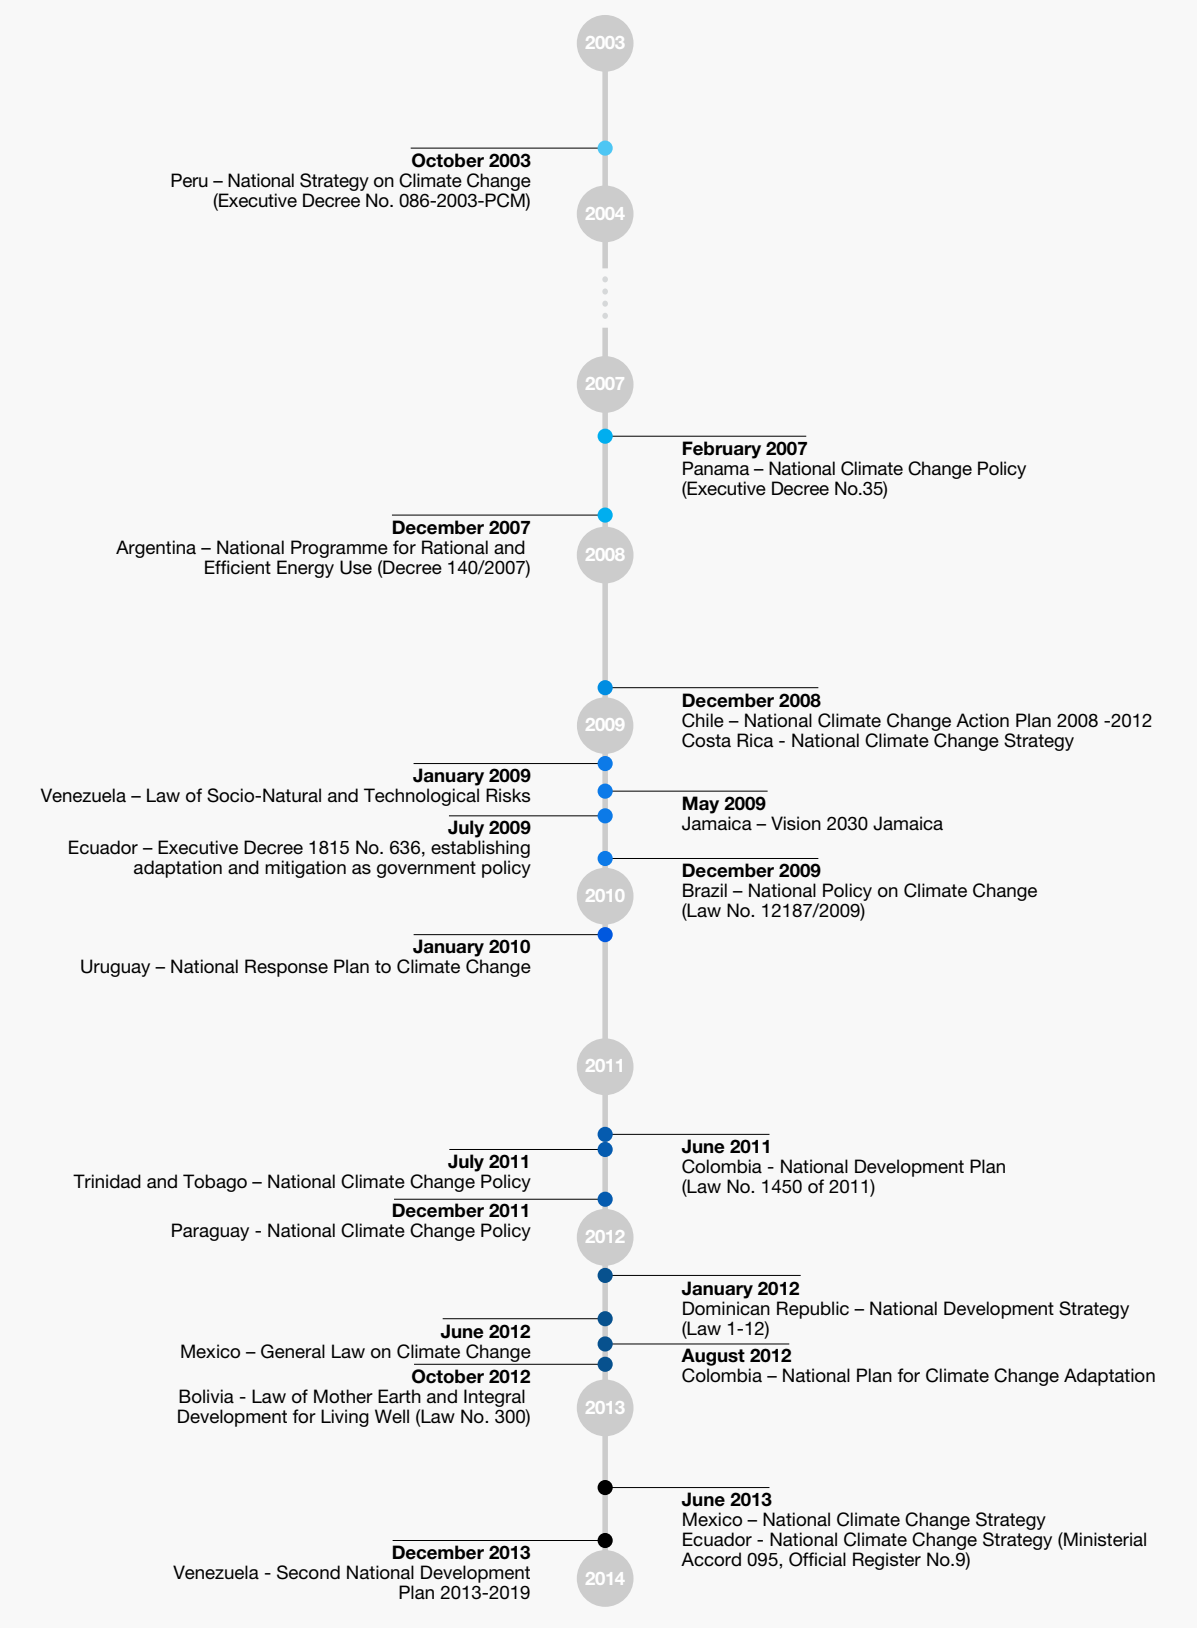 2003
October 2003
Peru – National Strategy on Climate Change
(Executive Decree No. 086-2003-PCM)
2004
2007
February 2007
Panama – National Climate Change Policy
(Executive Decree No.35)
December 2007
Argentina – National Programme for Rational and
Efficient Energy Use (Decree 140/2007)
2008
December 2008
Chile – National Climate Change Action Plan 2008 -2012
Costa Rica - National Climate Change Strategy
2009
January 2009
Venezuela – Law of Socio-Natural and Technological Risks
May 2009
Jamaica – Vision 2030 Jamaica
July 2009
Ecuador – Executive Decree 1815 No. 636, establishing
adaptation and mitigation as government policy
December 2009
Brazil – National Policy on Climate Change
(Law No. 12187/2009)
2010
January 2010
Uruguay – National Response Plan to Climate Change
2011
June 2011
Colombia - National Development Plan
(Law No. 1450 of 2011)
July 2011
Trinidad and Tobago – National Climate Change Policy
December 2011
Paraguay - National Climate Change Policy
2012
January 2012
Dominican Republic – National Development Strategy
(Law 1-12)
June 2012
Mexico – General Law on Climate Change
August 2012
Colombia – National Plan for Climate Change Adaptation
October 2012
Bolivia - Law of Mother Earth and Integral
Development for Living Well (Law No. 300)
2013
June 2013
Mexico – National Climate Change Strategy
Ecuador - National Climate Change Strategy (Ministerial
Accord 095, Official Register No.9)
December 2013
Venezuela - Second National Development
Plan 2013-2019
2014